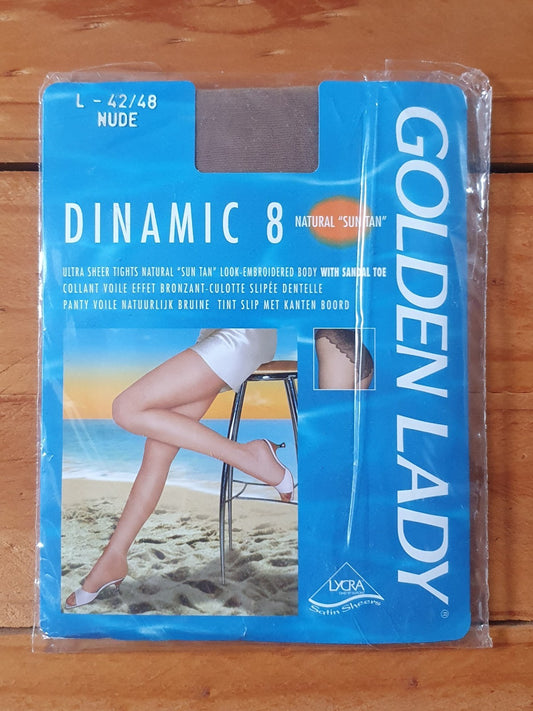 L - 42/48
NUDE
DINAMIC 8
NATURAL "SUN TAN"
ULTRA SHEER TIGHTS NATURAL "SUN TAN" LOOK-EMBROIDERED BODY WITH SANDAL TOE
COLLANT VOILE EFFET BRONZANT-CULOTTE SLIPÉE DENTELLE
PANTY VOILE NATUURLIJK BRUINE TINT SLIP MET KANTEN BOORD
GOLDEN LADY®
LYCRA
Satin Sheers